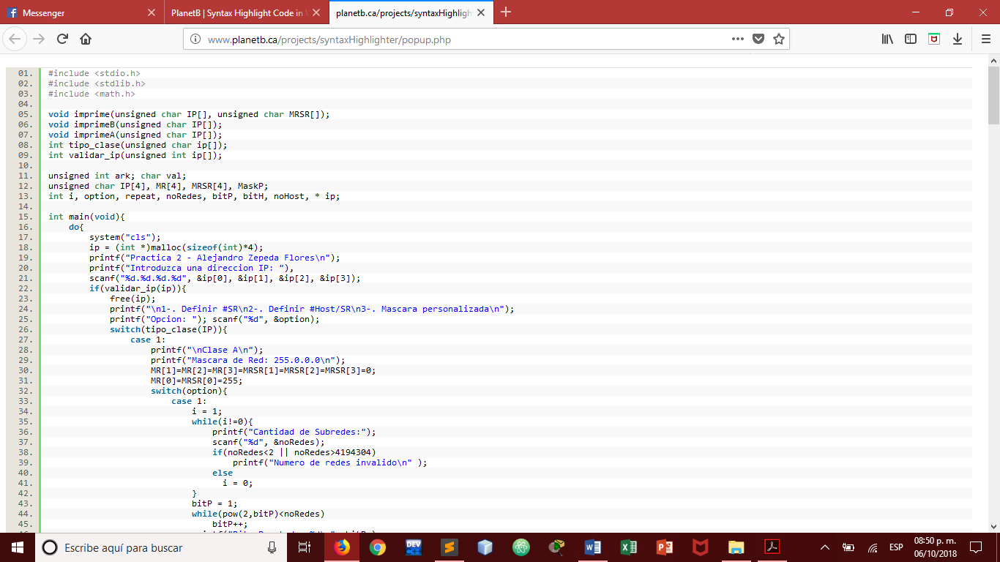 Messenger
PlanetB | Syntax Highlight Code in
planetb.ca/projects/syntaxHighligh
www.planetb.ca/projects/syntaxHighlighter/popup.php
01. #include <stdio.h>
02. #include <stdlib.h>
03. #include <math.h>
04.
05. void imprime(unsigned char IP[], unsigned char MRSR[]);
06. void imprimeB(unsigned char IP[]);
07. void imprimeA(unsigned char IP[]);
08. int tipo_clase(unsigned char ip[]);
09. int validar_ip(unsigned int ip[]);
10.
11. unsigned int ark; char val;
12. unsigned char IP[4], MR[4], MRSR[4], MaskP;
13. int i, option, repeat, noRedes, bitP, bitH, noHost, * ip;
14.
15. int main(void){
16. do{
17. system("cls");
18. ip = (int *)malloc(sizeof(int)*4);
19. printf("Practica 2 - Alejandro Zepeda Flores\n");
20. printf("Introduzca una direccion IP: "),
21. scanf("%d.%d.%d.%d", &ip[0], &ip[1], &ip[2], &ip[3]);
22. if(validar_ip(ip)){
23. free(ip);
24. printf("\n1-. Definir #SR\n2-. Definir #Host/SR\n3-. Mascara personalizada\n");
25. printf("Opcion: "); scanf("%d", &option);
26. switch(tipo_clase(IP)){
27. case 1:
28. printf("\nClase A\n");
29. printf("Mascara de Red: 255.0.0.0\n");
30. MR[1]=MR[2]=MR[3]=MRSR[1]=MRSR[2]=MRSR[3]=0;
31. MR[0]=MRSR[0]=255;
32. switch(option){
33. case 1:
34. i = 1;
35. while(i!=0){
36. printf("Cantidad de Subredes:");
37. scanf("%d", &noRedes);
38. if(noRedes<2 || noRedes>4194304)
39. printf("Numero de redes invalido\n" );
40. else
41. i = 0;
42. }
43. bitP = 1;
44. while(pow(2,bitP)<noRedes)
45. bitP++;
Escribe aquí para buscar
DEV
ESP
08:50 p. m.
06/10/2018